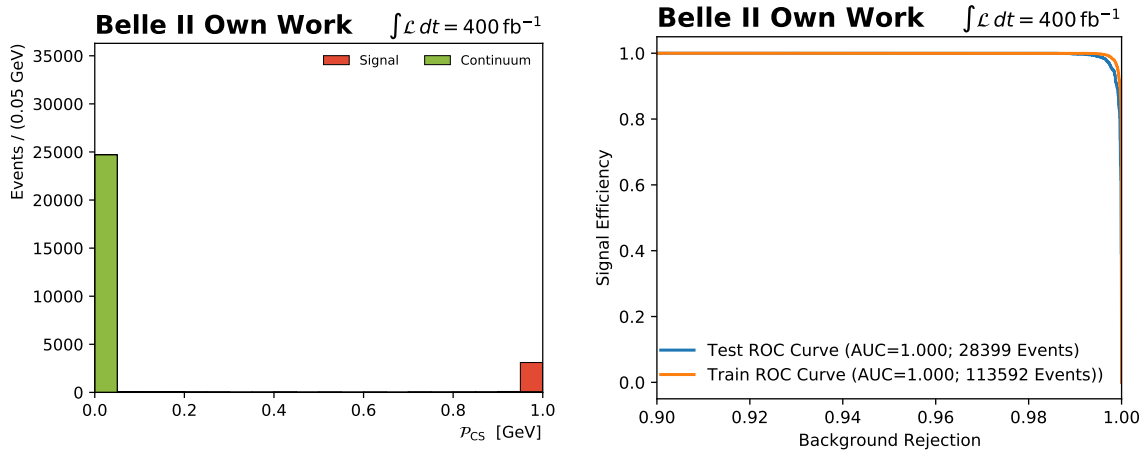 Belle II Own Work
∫ℒ dt = 400 fb⁻¹
Events / (0.05 GeV)
35000
30000
25000
20000
15000
10000
5000
0
Signal
Continuum
0.0 0.2 0.4 0.6 0.8 1.0
𝒫CS [GeV]
Belle II Own Work
∫ℒ dt = 400 fb⁻¹
Signal Efficiency
1.0
0.8
0.6
0.4
0.2
0.0
Test ROC Curve (AUC=1.000; 28399 Events)
Train ROC Curve (AUC=1.000; 113592 Events))
0.90 0.92 0.94 0.96 0.98 1.00
Background Rejection